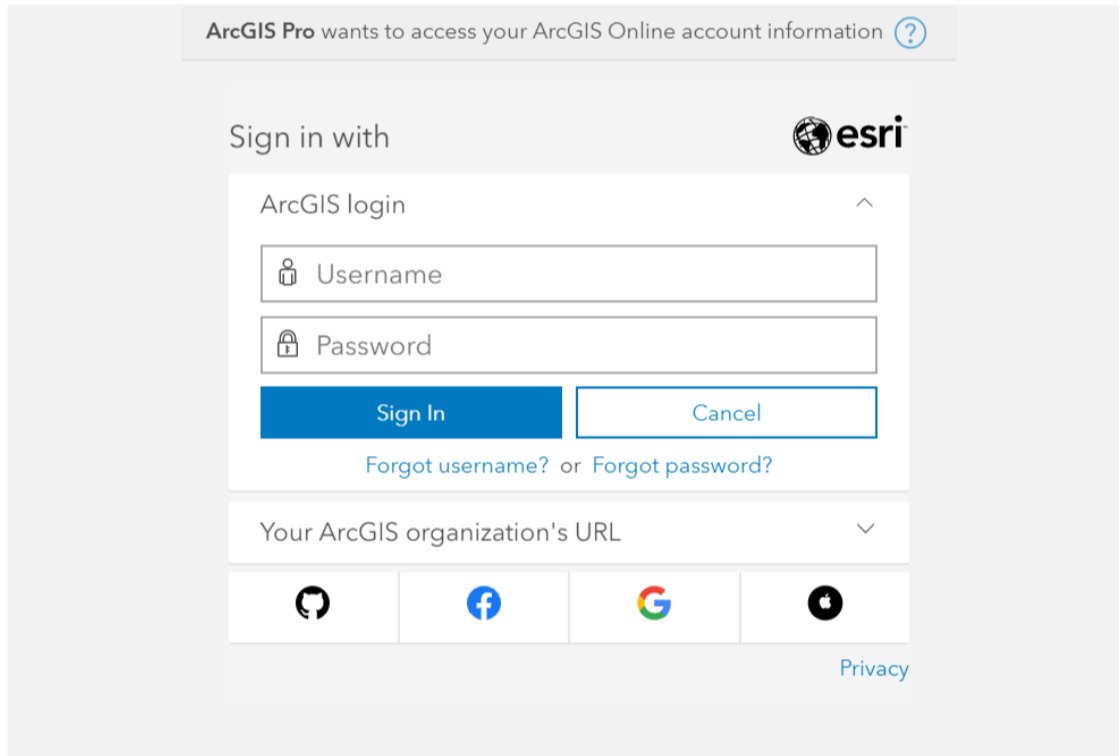 ArcGIS Pro wants to access your ArcGIS Online account information ?
Sign in with
esri
ArcGIS login
Username
Password
Sign In
Cancel
Forgot username? or Forgot password?
Your ArcGIS organization's URL
Privacy